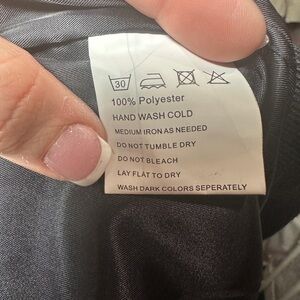 30
100% Polyester
HAND WASH COLD
MEDIUM IRON AS NEEDED
DO NOT TUMBLE DRY
DO NOT BLEACH
LAY FLAT TO DRY
WASH DARK COLORS SEPERATELY